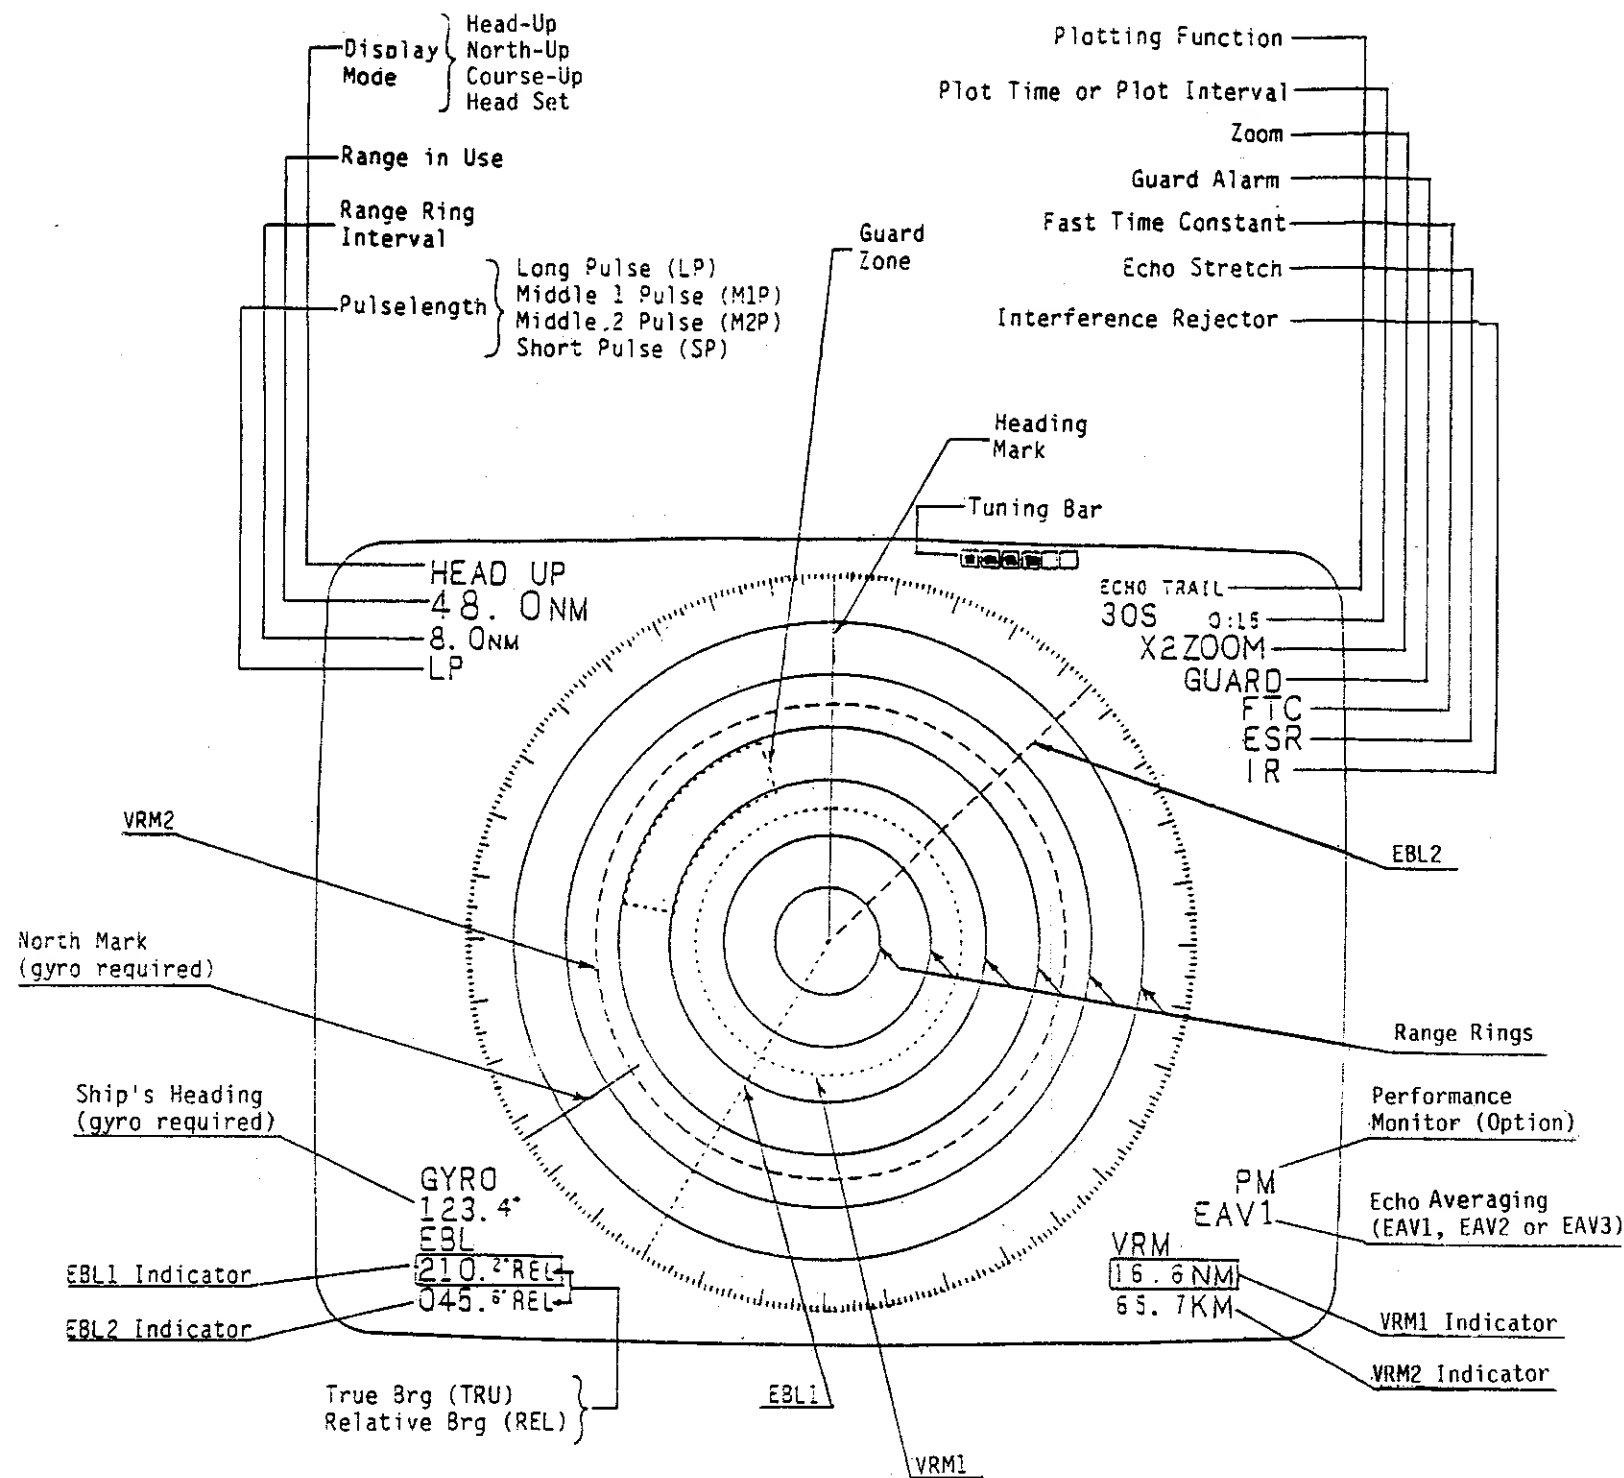 Display
Mode
Head-Up
North-Up
Course-Up
Head Set
Range in Use
Range Ring
Interval
Pulselength
Long Pulse (LP)
Middle 1 Pulse (M1P)
Middle.2 Pulse (M2P)
Short Pulse (SP)
Guard
Zone
Heading
Mark
Tuning Bar
Plotting Function
Plot Time or Plot Interval
Zoom
Guard Alarm
Fast Time Constant
Echo Stretch
Interference Rejector
HEAD UP
48.0NM
8.0NM
LP
ECHO TRAIL
30S 0:15
X2ZOOM
GUARD
FTC
ESR
IR
VRM2
North Mark
(gyro required)
Ship's Heading
(gyro required)
EBL2
Range Rings
Performance
Monitor (Option)
Echo Averaging
(EAV1, EAV2 or EAV3)
GYRO
123.4°
EBL
210.2°REL
045.6°REL
PM
EAV1
VRM
16.6NM
65.7KM
EBL1 Indicator
EBL2 Indicator
VRM1 Indicator
VRM2 Indicator
True Brg (TRU)
Relative Brg (REL)
EBL1
VRM1